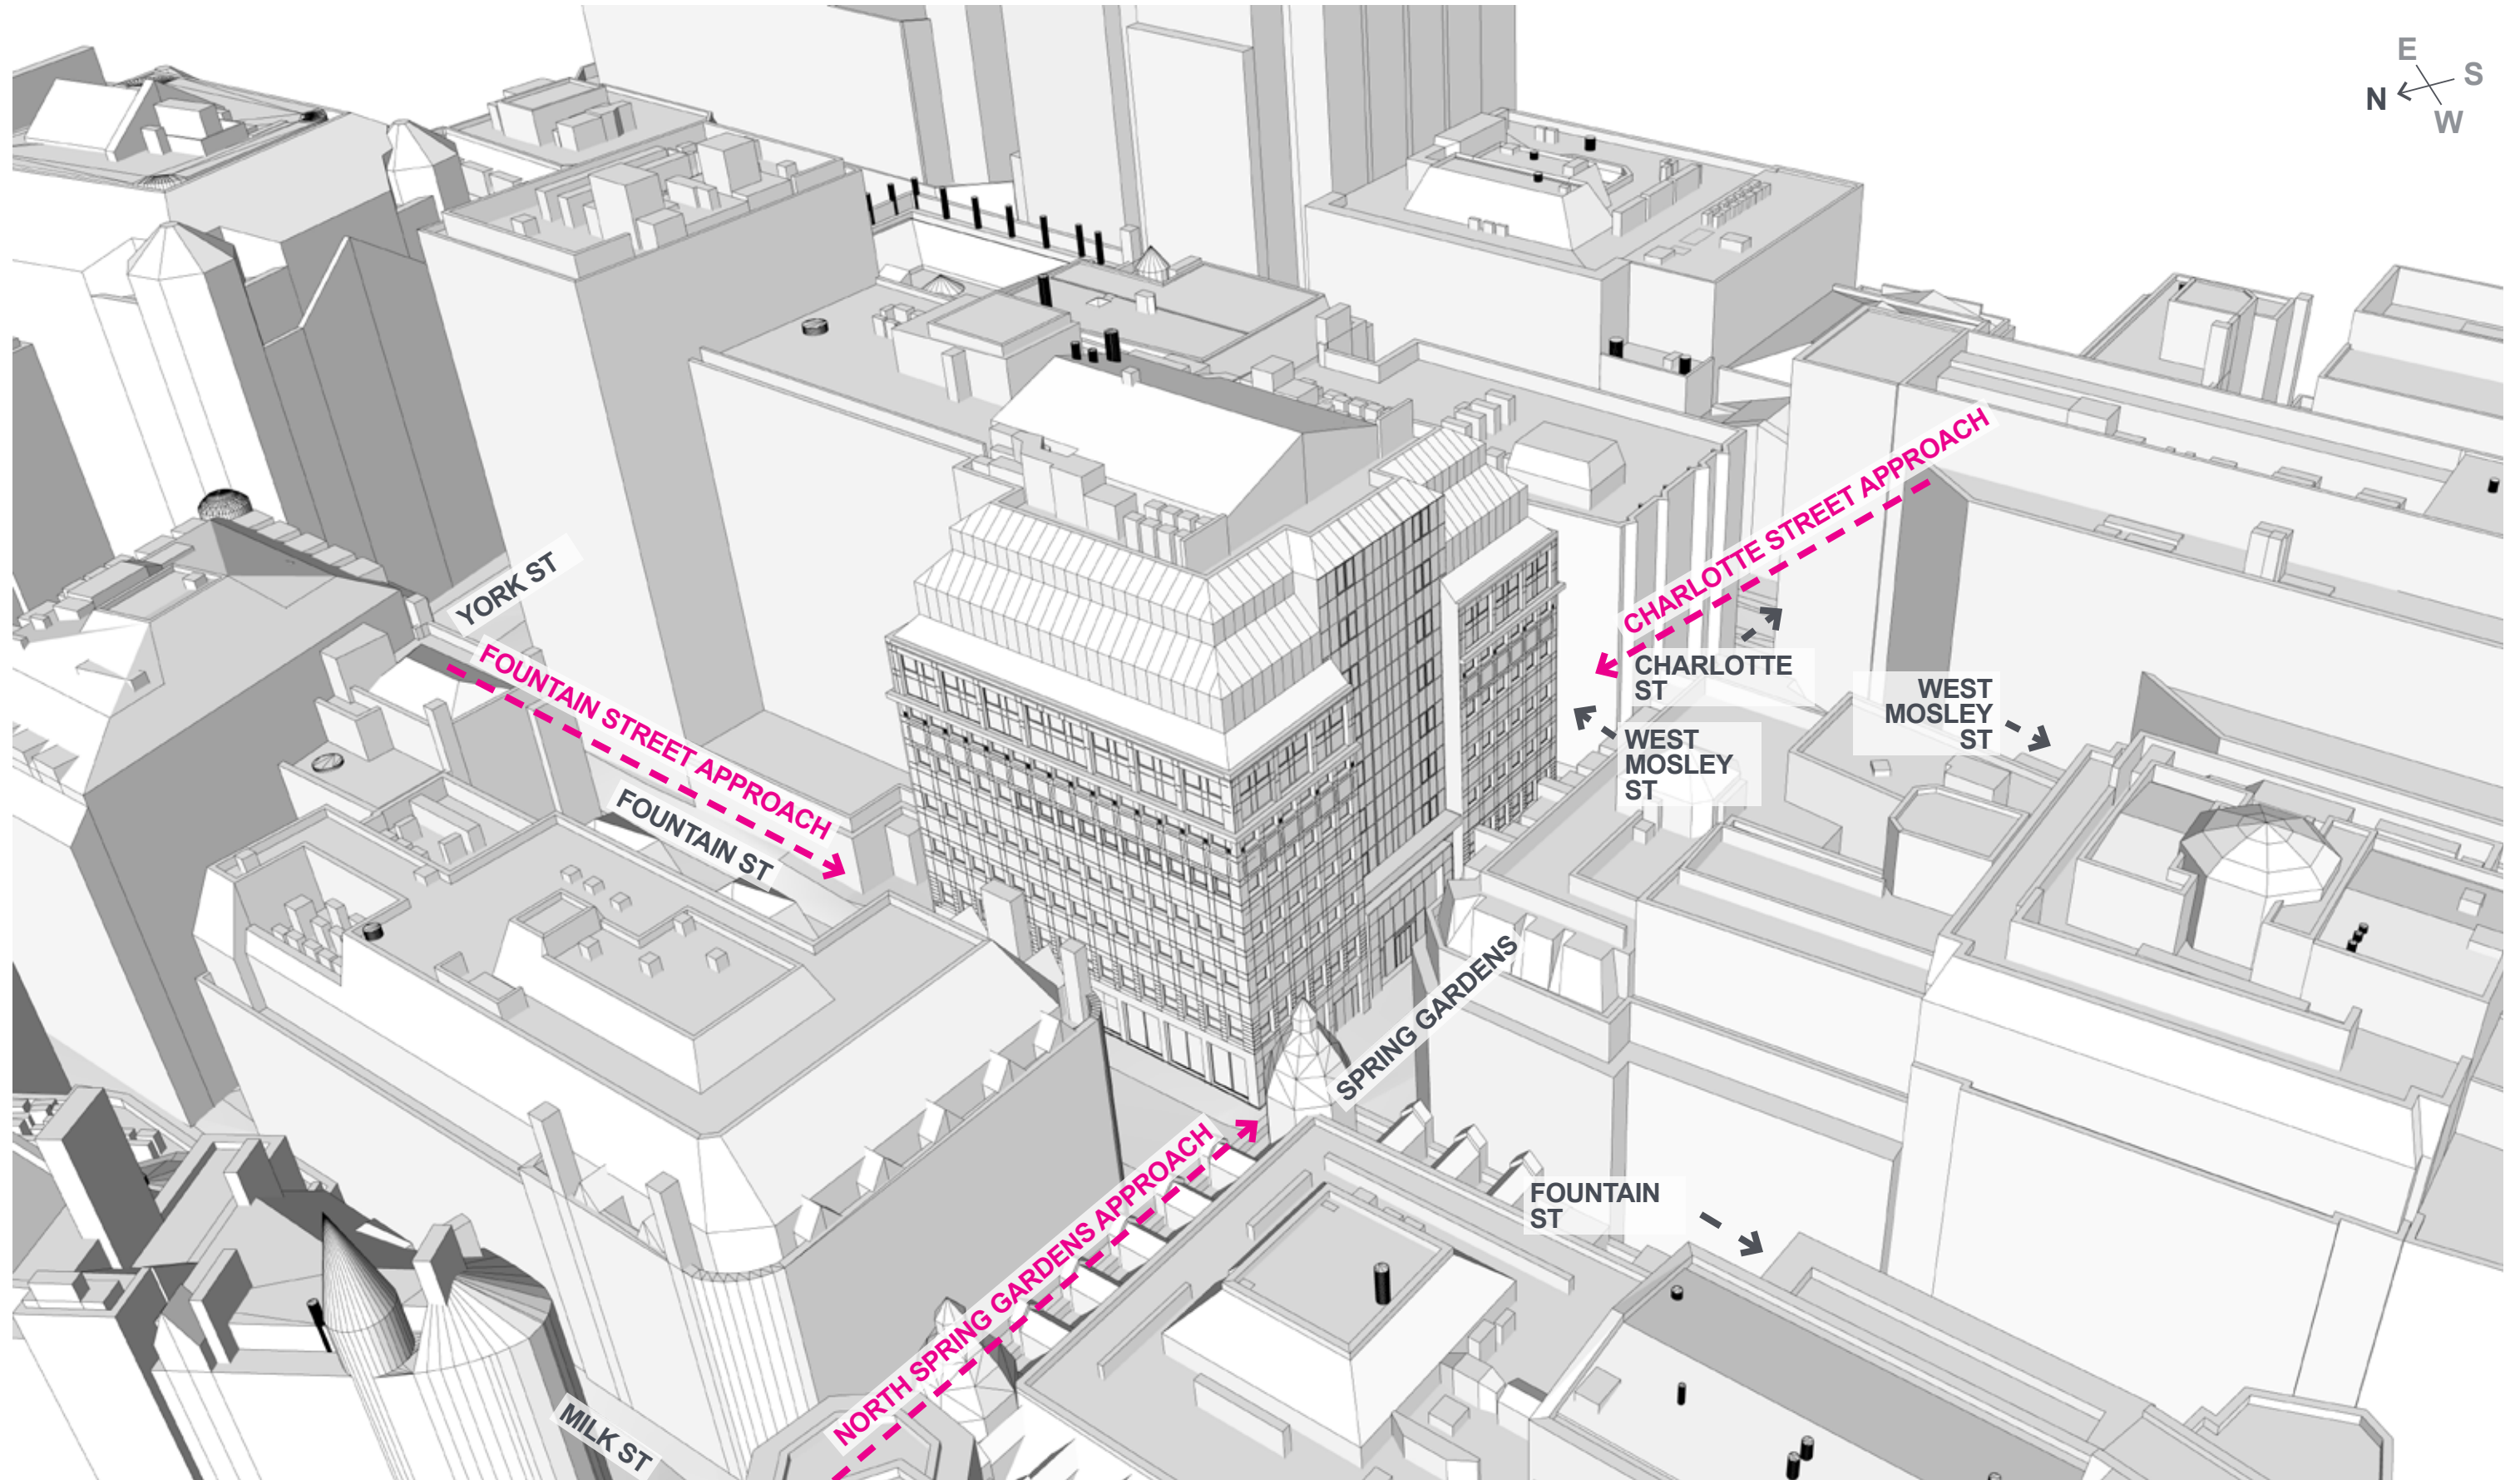 E
S
N
W
CHARLOTTE STREET APPROACH
YORK ST
FOUNTAIN STREET APPROACH
FOUNTAIN ST
CHARLOTTE
ST
WEST
MOSLEY
ST
WEST
MOSLEY
ST
SPRING GARDENS
NORTH SPRING GARDENS APPROACH
FOUNTAIN
ST
MILK ST